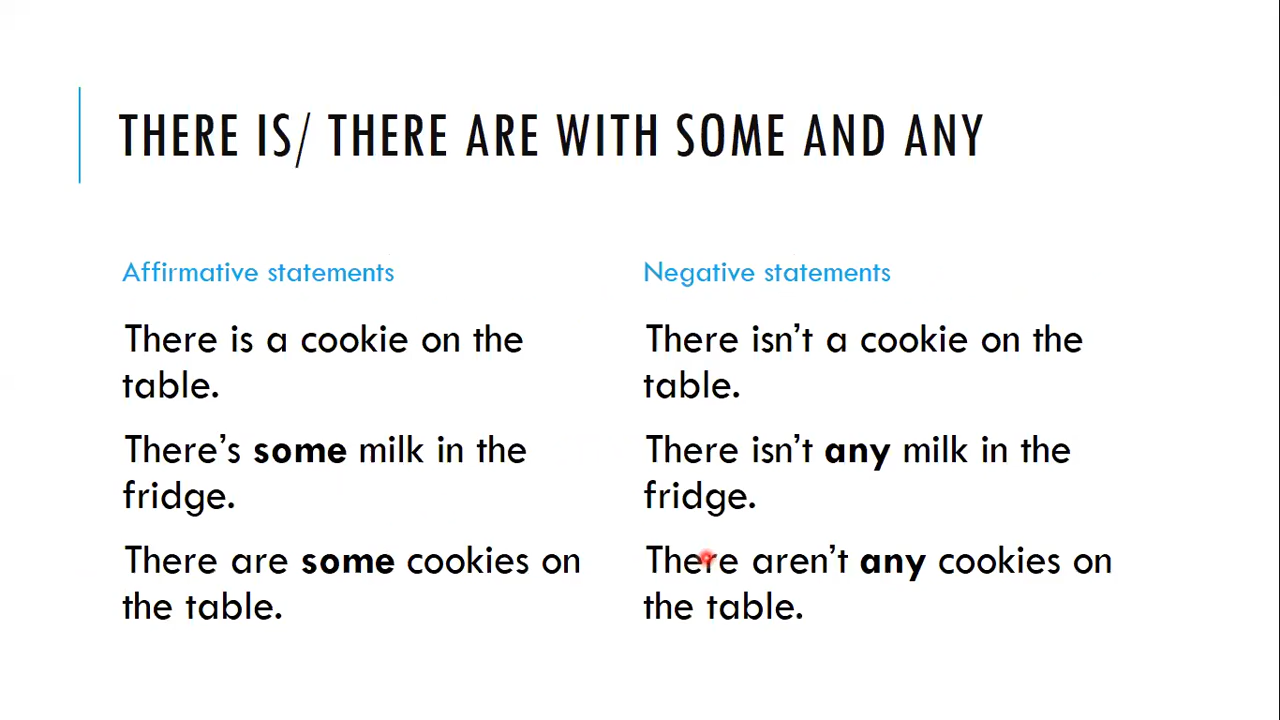 THERE IS/ THERE ARE WITH SOME AND ANY
Affirmative statements
There is a cookie on the
table.
There's some milk in the
fridge.
There are some cookies on
the table.
Negative statements
There isn't a cookie on the
table.
There isn't any milk in the
fridge.
There aren't any cookies on
the table.